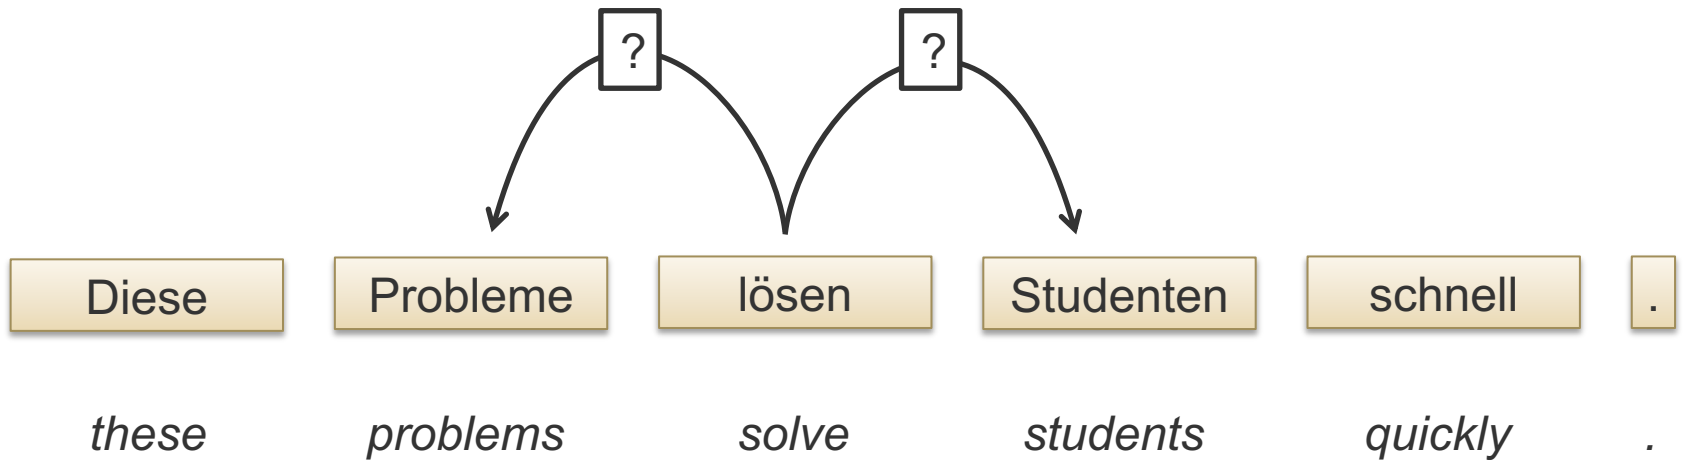 ? ?
Diese Probleme lösen Studenten schnell .
these problems solve students quickly .